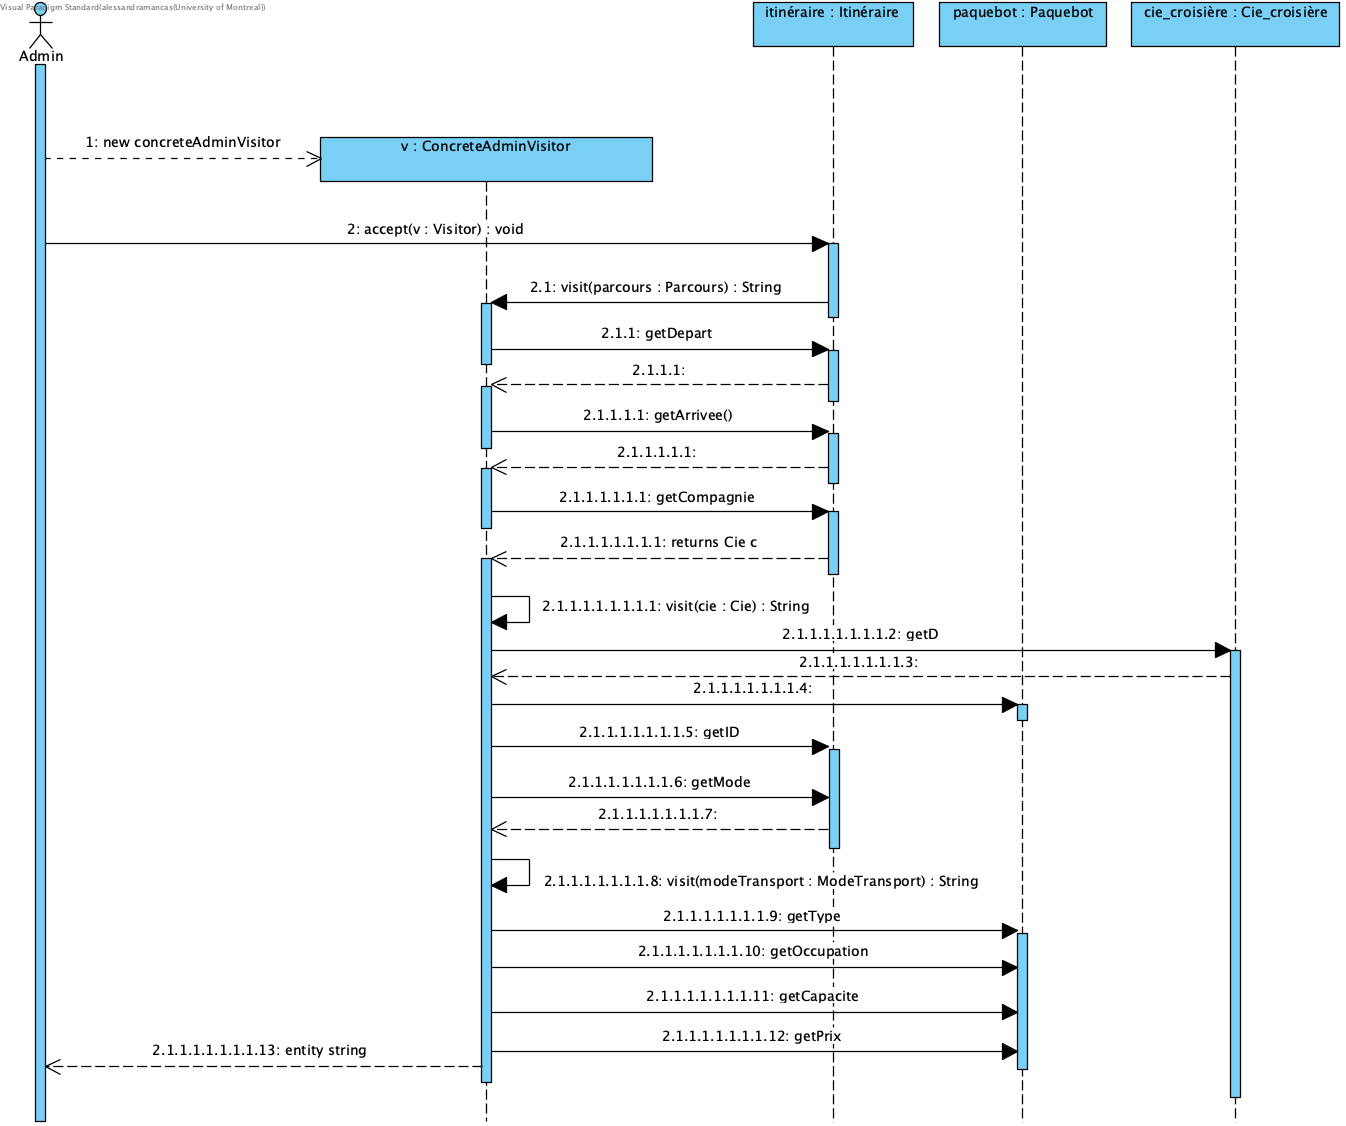 Visual Paradigm Standard(alessandramancas(University of Montreal))
itinéraire : Itinéraire
paquebot : Paquebot
cie_croisière : Cie_croisière
Admin
1: new concreteAdminVisitor
v : ConcreteAdminVisitor
2: accept(v : Visitor) : void
2.1: visit(parcours : Parcours) : String
2.1.1: getDepart
2.1.1.1:
2.1.1.1.1: getArrivee()
2.1.1.1.1.1:
2.1.1.1.1.1.1: getCompagnie
2.1.1.1.1.1.1.1: returns Cie c
2.1.1.1.1.1.1.1.1: visit(cie : Cie) : String
2.1.1.1.1.1.1.1.2: getD
2.1.1.1.1.1.1.1.3:
2.1.1.1.1.1.1.1.4:
2.1.1.1.1.1.1.1.5: getID
2.1.1.1.1.1.1.1.6: getMode
2.1.1.1.1.1.1.1.7:
2.1.1.1.1.1.1.1.8: visit(modeTransport : ModeTransport) : String
2.1.1.1.1.1.1.1.9: getType
2.1.1.1.1.1.1.1.10: getOccupation
2.1.1.1.1.1.1.1.11: getCapacite
2.1.1.1.1.1.1.1.12: getPrix
2.1.1.1.1.1.1.1.13: entity string